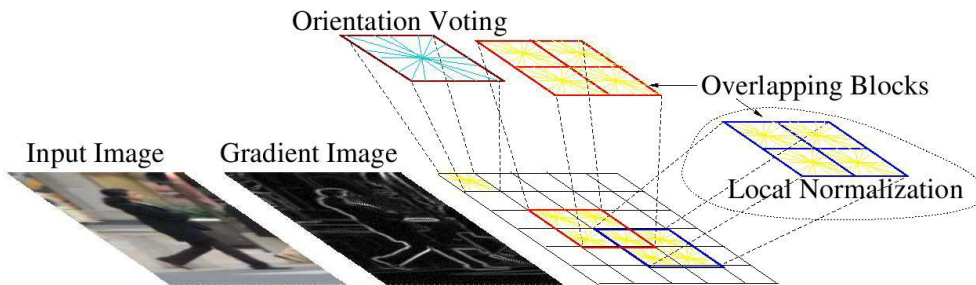 Orientation Voting
Overlapping Blocks
Input Image
Gradient Image
Local Normalization